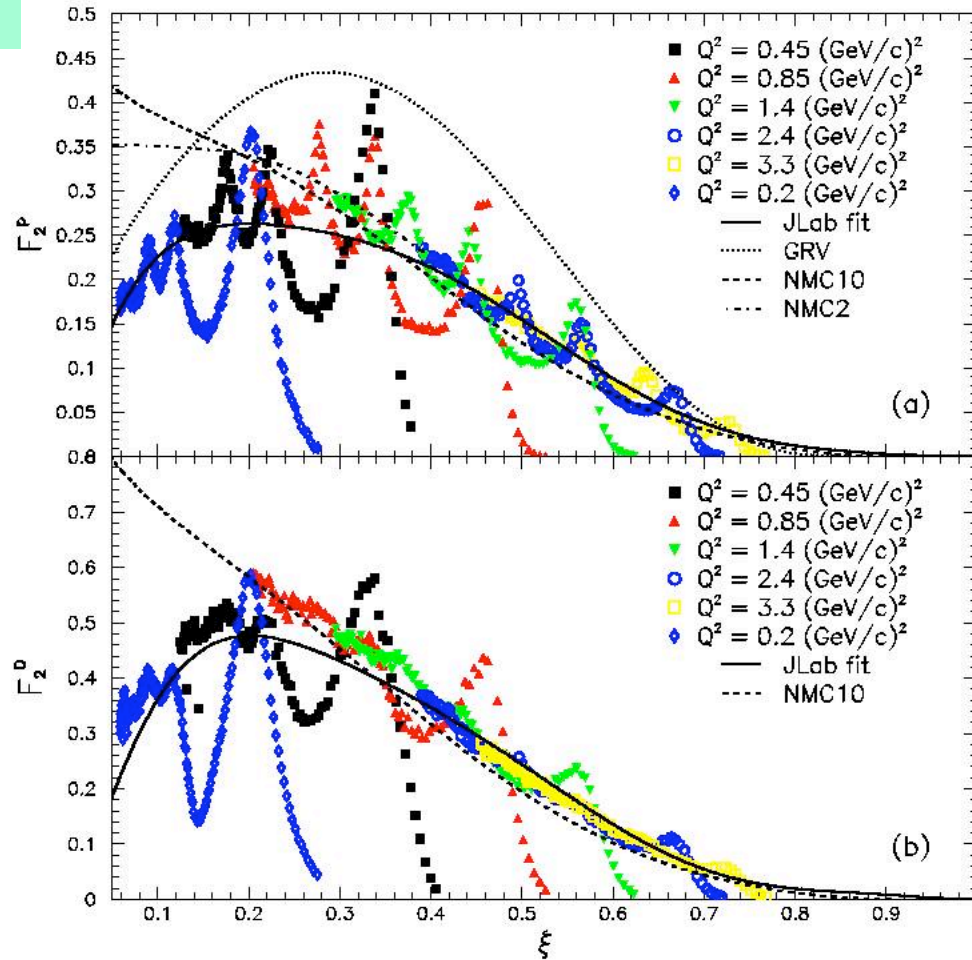 0.5
0.45
0.4
0.35
0.3
0.25
0.2
0.15
0.1
0.05
F₂ᵖ
■ Q² = 0.45 (GeV/c)²
▲ Q² = 0.85 (GeV/c)²
▼ Q² = 1.4 (GeV/c)²
Q² = 2.4 (GeV/c)²
Q² = 3.3 (GeV/c)²
Q² = 0.2 (GeV/c)²
JLab fit
GRV
NMC10
NMC2
(a)
0.7
0.6
0.5
0.4
0.3
0.2
0.1
0
F₂ᴰ
■ Q² = 0.45 (GeV/c)²
▲ Q² = 0.85 (GeV/c)²
▼ Q² = 1.4 (GeV/c)²
Q² = 2.4 (GeV/c)²
Q² = 3.3 (GeV/c)²
Q² = 0.2 (GeV/c)²
JLab fit
NMC10
(b)
0.1 0.2 0.3 0.4 0.5 0.6 0.7 0.8 0.9
ξ